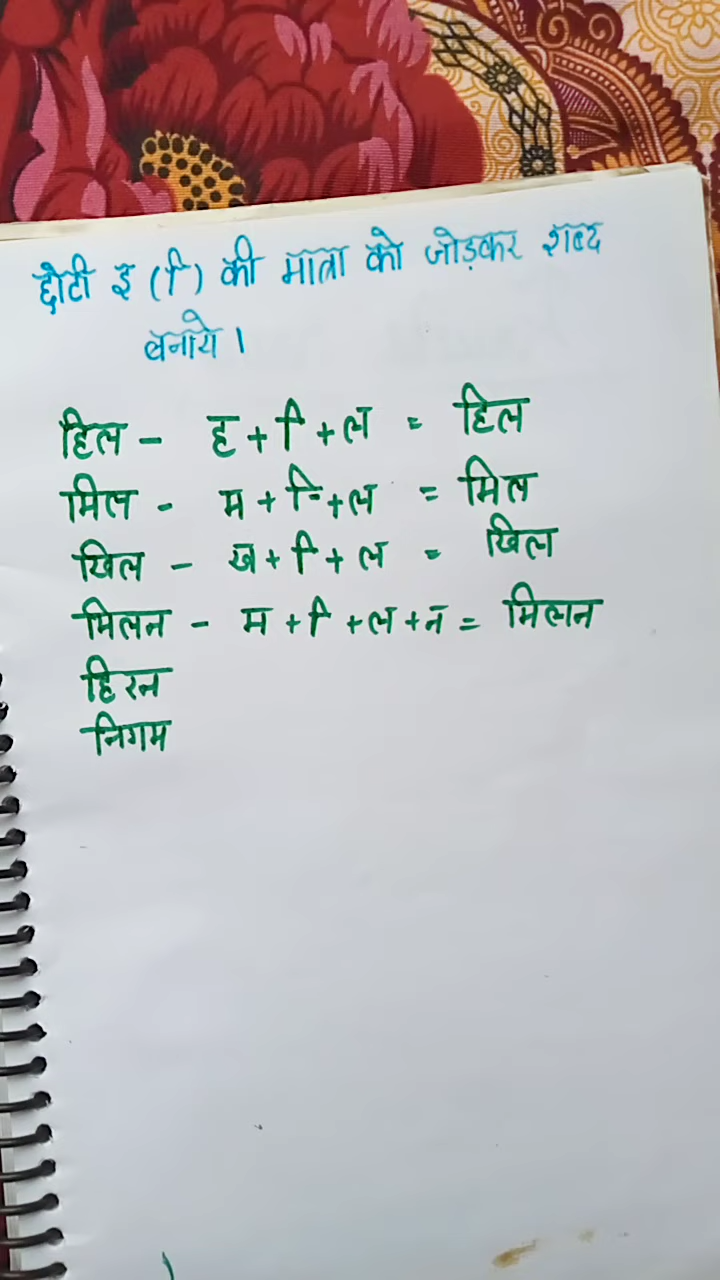 छोटी इ (ि) की मात्रा को जोड़कर शब्द
बनाये।
हिल - ह + ि + ल = हिल
मिल - म + ि + ल = मिल
खिल - ख + ि + ल = खिल
मिलन - म + ि + ल + न = मिलन
हिरन
निगम